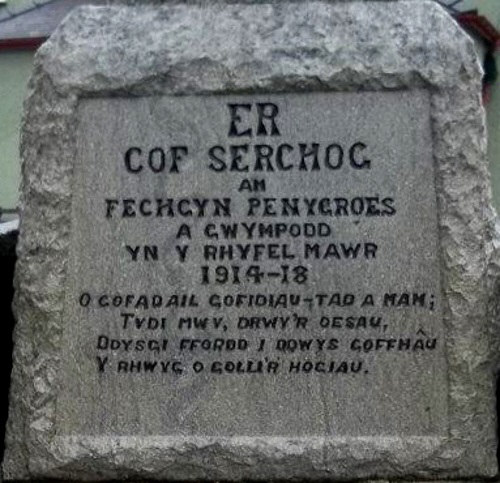 ER
COF SERCHOG
AM
FECHGYN PENYGROES
A GWYMPODD
YN Y RHYFEL MAWR
1914-18
O GOFADAIL GOFIDIAU-TAD A MAM;
TYDI MWY, DRWY'R OESAU,
DDYSGI FFORDD I DDWYS GOFFHÂU
Y RHWYG O GOLLI'R HOGIAU.